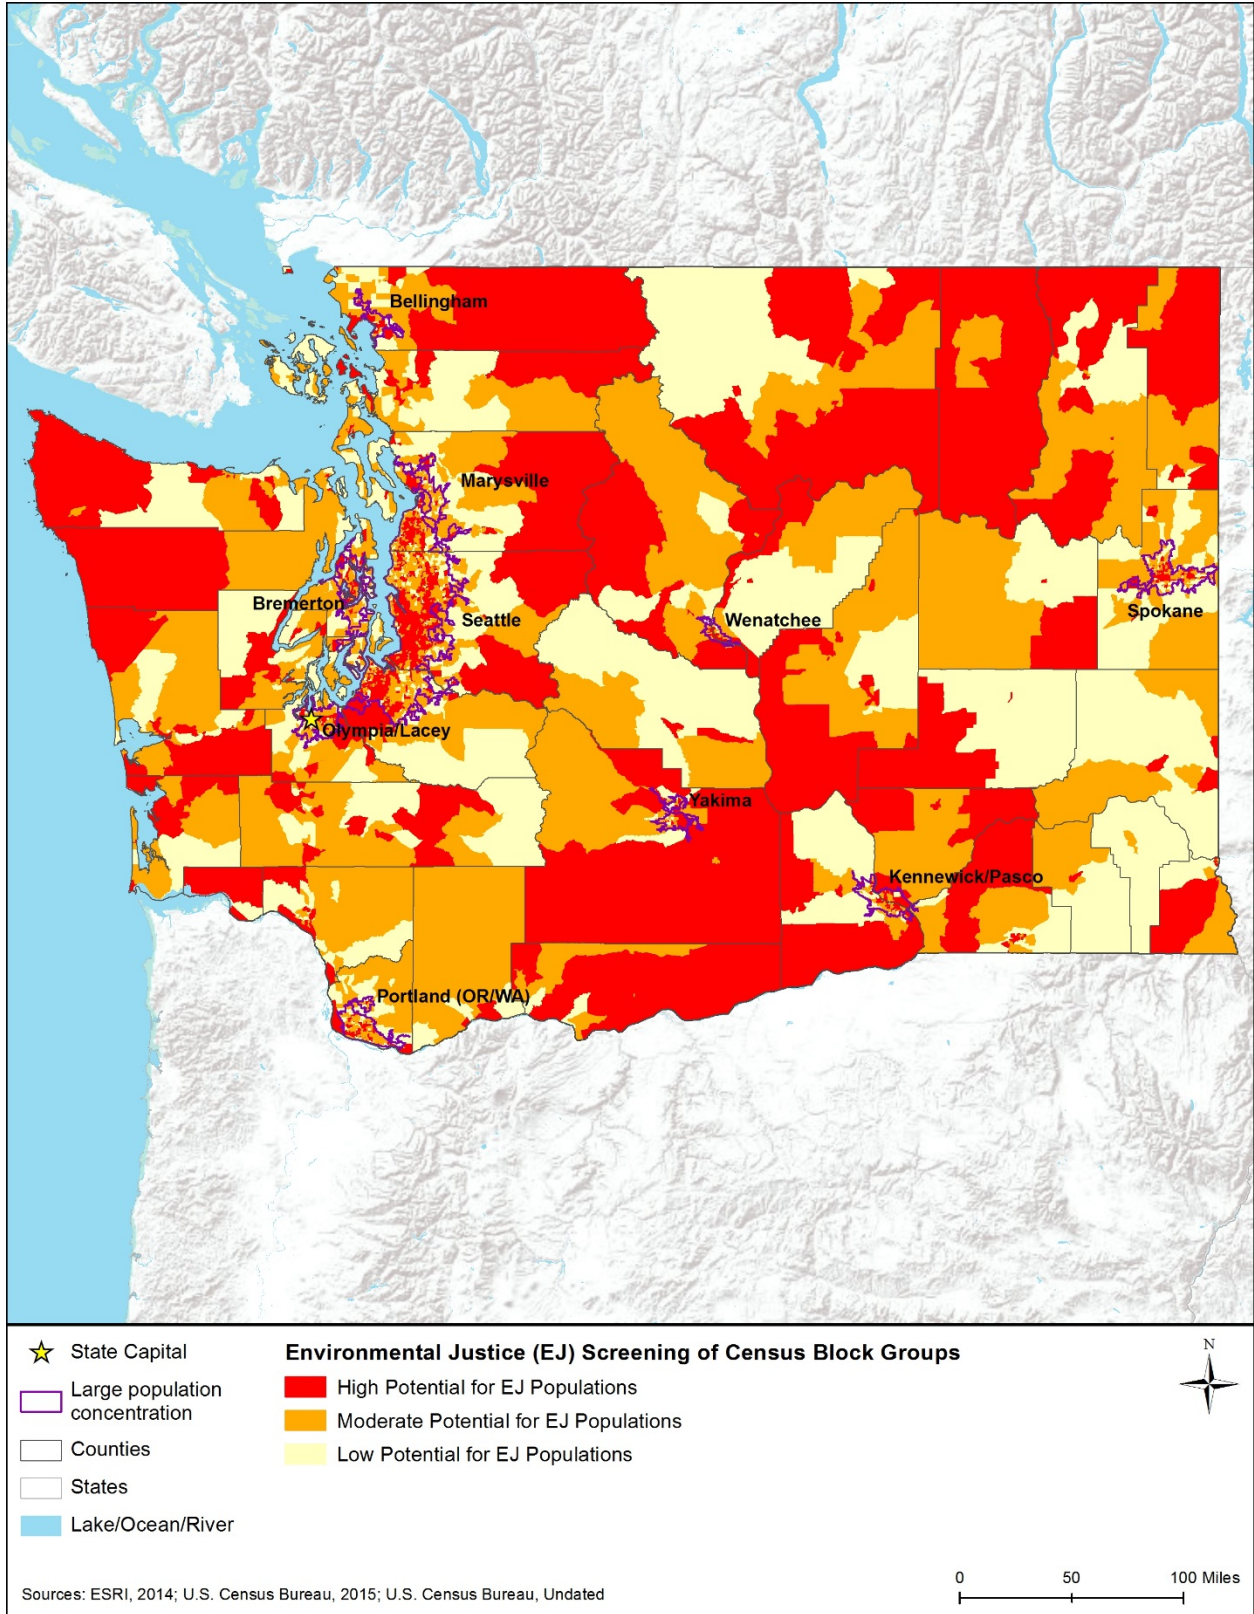 Bellingham
Marysville
Bremerton
Seattle
Wenatchee
Spokane
Olympia/Lacey
Yakima
Kennewick/Pasco
Portland (OR/WA)
State Capital
Large population
concentration
Counties
States
Lake/Ocean/River
Environmental Justice (EJ) Screening of Census Block Groups
High Potential for EJ Populations
Moderate Potential for EJ Populations
Low Potential for EJ Populations
N
Sources: ESRI, 2014; U.S. Census Bureau, 2015; U.S. Census Bureau, Undated
0 50 100 Miles